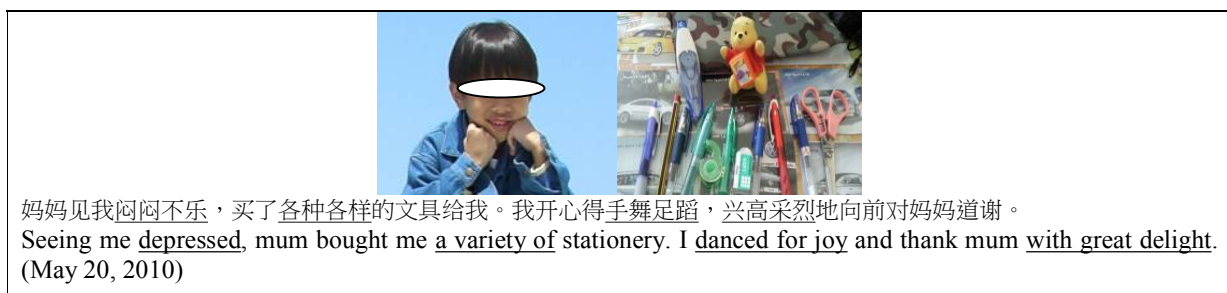 妈妈见我闷闷不乐，买了各种各样的文具给我。我开心得手舞足蹈，兴高采烈地向前对妈妈道谢。
Seeing me depressed, mum bought me a variety of stationery. I danced for joy and thank mum with great delight.
(May 20, 2010)